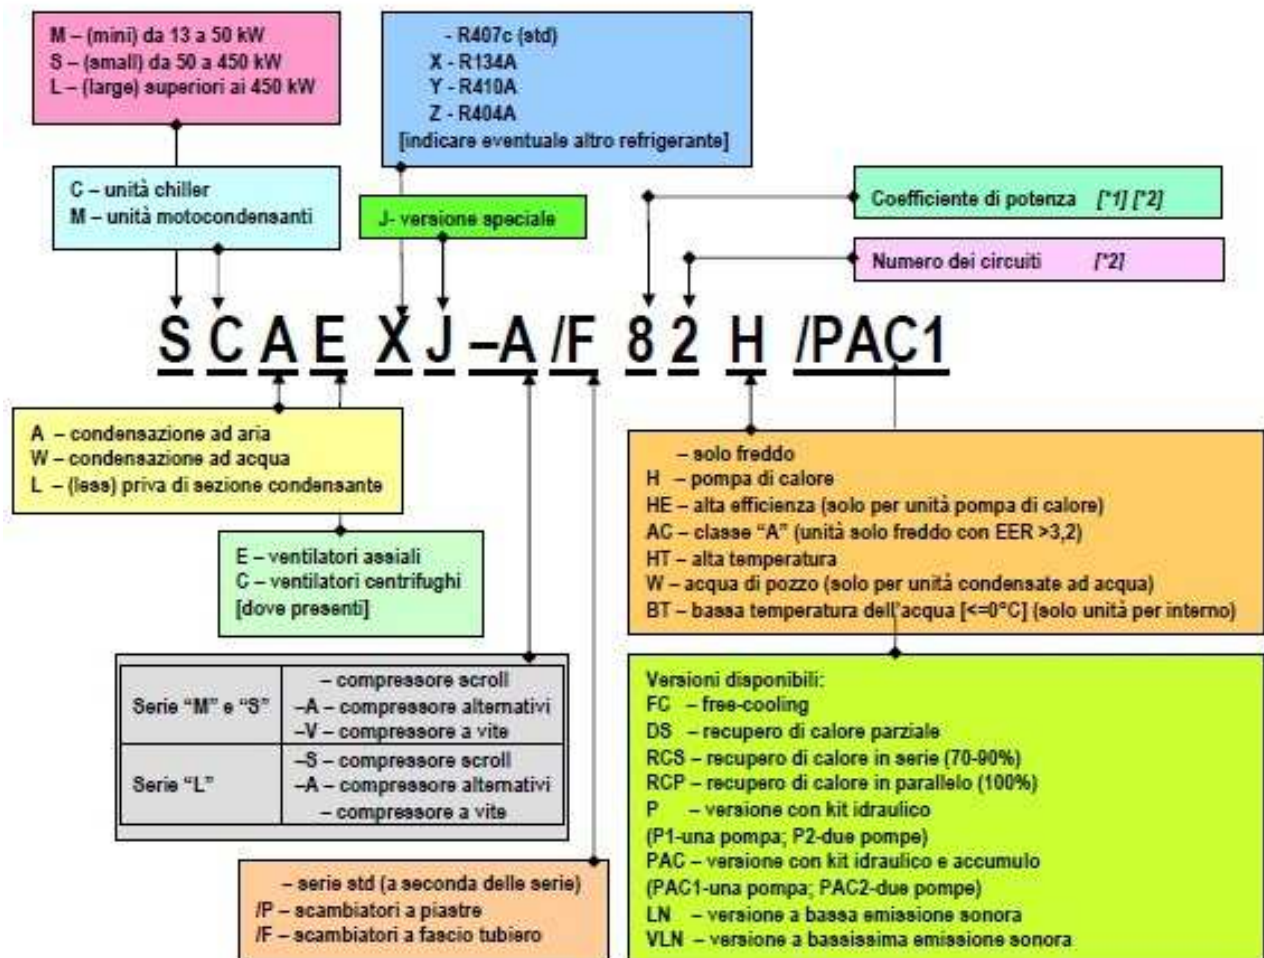 M – (mini) da 13 a 50 kW
S – (small) da 50 a 450 kW
L – (large) superiori ai 450 kW
- R407c (std)
X - R134A
Y - R410A
Z - R404A
[indicare eventuale altro refrigerante]
C – unità chiller
M – unità motocondensanti
J- versione speciale
Coefficiente di potenza [*1] [*2]
Numero dei circuiti [*2]
S C A E X J –A /F 8 2 H /PAC1
A – condensazione ad aria
W – condensazione ad acqua
L – (less) priva di sezione condensante
E – ventilatori assiali
C – ventilatori centrifughi
[dove presenti]
Serie “M” e “S”
– compressore scroll
–A – compressore alternativi
–V – compressore a vite
Serie “L”
–S – compressore scroll
–A – compressore alternativi
– compressore a vite
– serie std (a seconda delle serie)
/P – scambiatori a piastre
/F – scambiatori a fascio tubiero
– solo freddo
H – pompa di calore
HE – alta efficienza (solo per unità pompa di calore)
AC – classe “A” (unità solo freddo con EER >3,2)
HT – alta temperatura
W – acqua di pozzo (solo per unità condensate ad acqua)
BT – bassa temperatura dell'acqua [<=0°C] (solo unità per interno)
Versioni disponibili:
FC – free-cooling
DS – recupero di calore parziale
RCS – recupero di calore in serie (70-90%)
RCP – recupero di calore in parallelo (100%)
P – versione con kit idraulico
(P1-una pompa; P2-due pompe)
PAC – versione con kit idraulico e accumulo
(PAC1-una pompa; PAC2-due pompe)
LN – versione a bassa emissione sonora
VLN – versione a bassissima emissione sonora